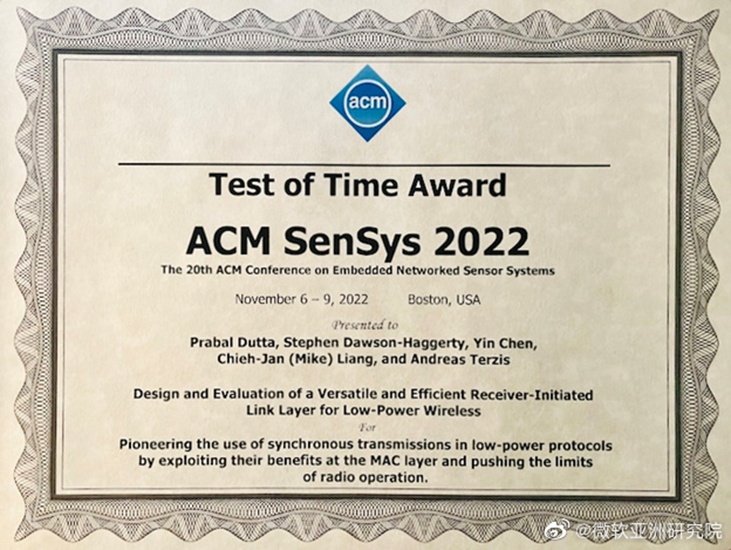 acm
Test of Time Award
ACM SenSys 2022
The 20th ACM Conference on Embedded Networked Sensor Systems
November 6 – 9, 2022 Boston, USA
Presented to
Prabal Dutta, Stephen Dawson-Haggerty, Yin Chen,
Chieh-Jan (Mike) Liang, and Andreas Terzis
Design and Evaluation of a Versatile and Efficient Receiver-Initiated
Link Layer for Low-Power Wireless
For
Pioneering the use of synchronous transmissions in low-power protocols
by exploiting their benefits at the MAC layer and pushing the limits
of radio operation.
@微软亚洲研究院